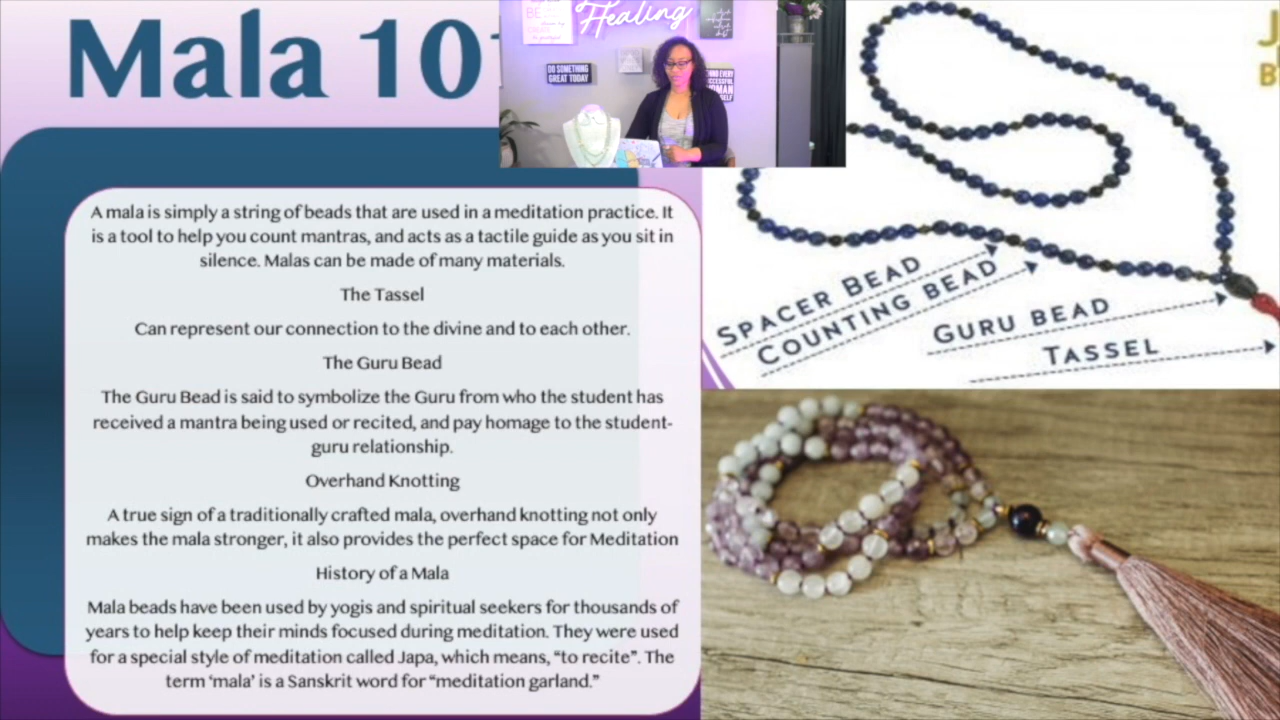 Mala 101
Healing
DO SOMETHING
GREAT TODAY
WOMAN
A mala is simply a string of beads that are used in a meditation practice. It
is a tool to help you count mantras, and acts as a tactile guide as you sit in
silence. Malas can be made of many materials.
The Tassel
Can represent our connection to the divine and to each other.
The Guru Bead
The Guru Bead is said to symbolize the Guru from who the student has
received a mantra being used or recited, and pay homage to the student-
guru relationship.
Overhand Knotting
A true sign of a traditionally crafted mala, overhand knotting not only
makes the mala stronger, it also provides the perfect space for Meditation
History of a Mala
Mala beads have been used by yogis and spiritual seekers for thousands of
years to help keep their minds focused during meditation. They were used
for a special style of meditation called Japa, which means, “to recite”. The
term ‘mala’ is a Sanskrit word for “meditation garland.”
SPACER BEAD
COUNTING BEAD
GURU BEAD
TASSEL